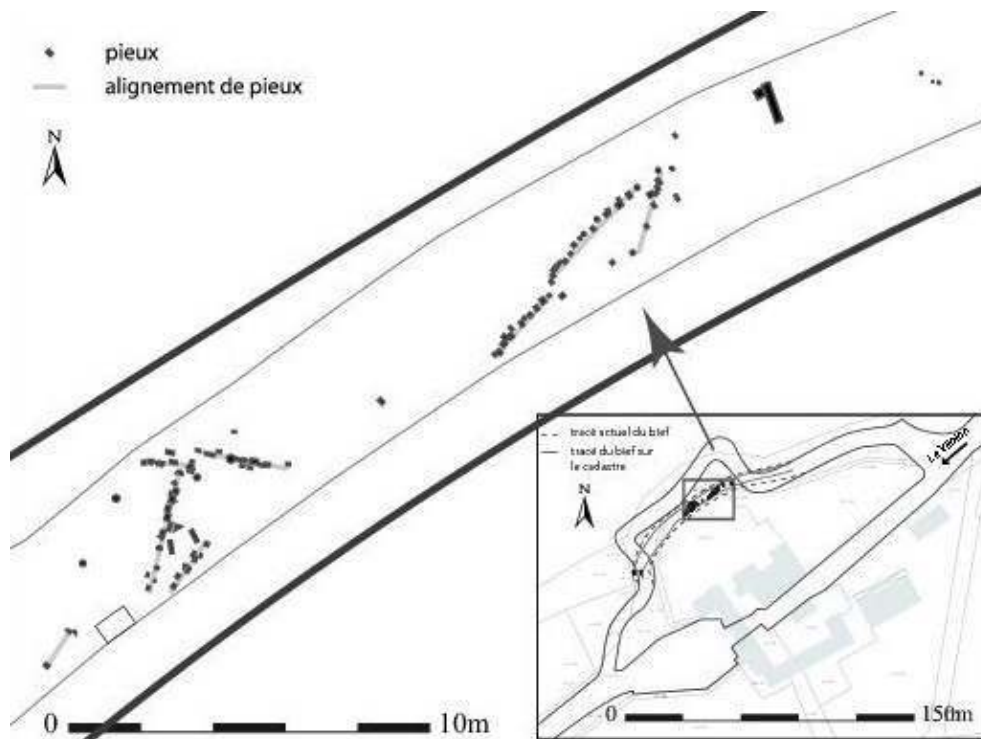 pieux
alignement de pieux
N
1
tracé actuel du bief
tracé du bief sur
le cadastre
N
0
150m
0
10m